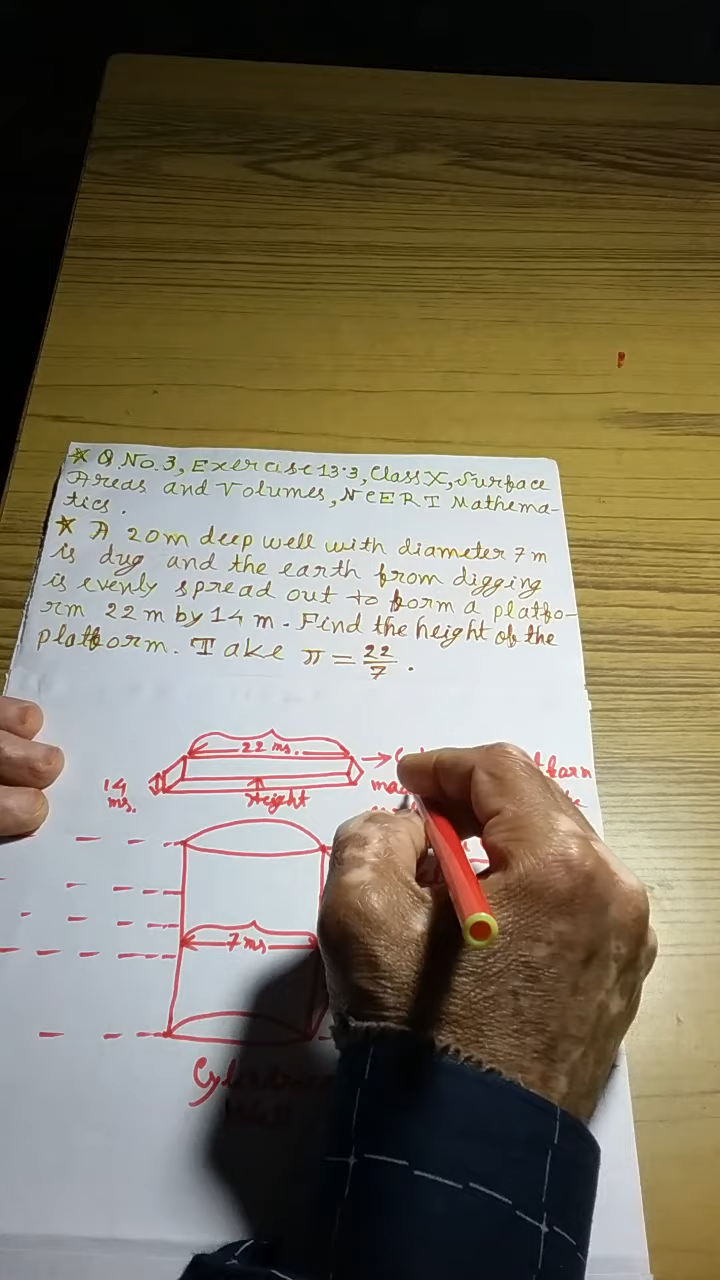 * Q No. 3, Exercise 13.3, Class X, Surface
Areas and Volumes, NCERT Mathema-
tics.
* A 20m deep well with diameter 7m
is dug and the earth from digging
is evenly spread out to form a platfo-
rm 22m by 14 m. Find the height of the
platform. Take π = 22/7 .
22 ms.
14
ms.
Height
7 ms